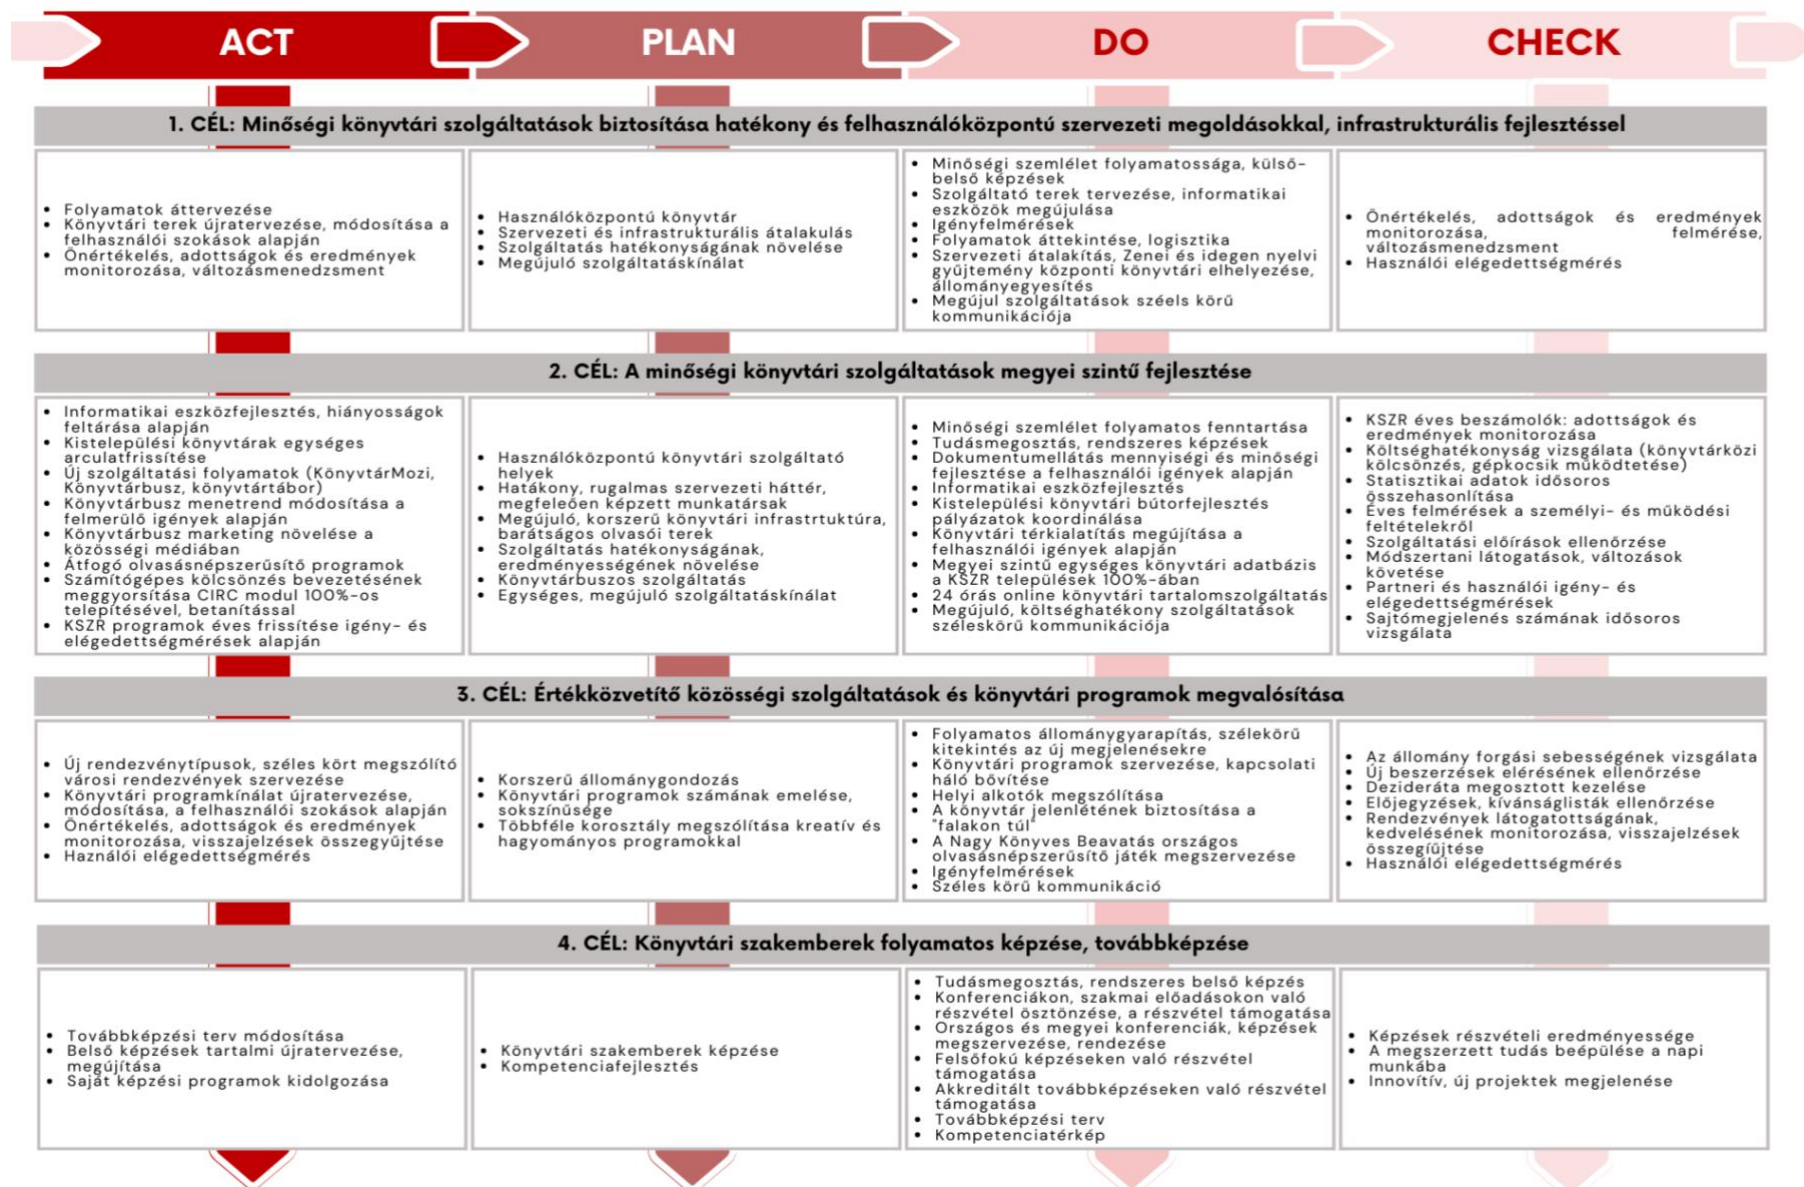 ACT
PLAN
DO
CHECK
1. CÉL: Minőségi könyvtári szolgáltatások biztosítása hatékony és felhasználóközpontú szervezeti megoldásokkal, infrastrukturális fejlesztéssel
• Folyamatok áttervezése
• Könyvtári terek újratervezése, módosítása a
felhasználói szokások alapján
• Önértékelés, adottságok és eredmények
monitorozása, változásmenedzsment
• Használóközpontú könyvtár
• Szervezeti és infrastrukturális átalakulás
• Szolgáltatás hatékonyságának növelése
• Megújuló szolgáltatáskínálat
• Minőségi szemlélet folyamatossága, külső-
belső képzések
• Szolgáltató terek tervezése, informatikai
eszközök megújulása
• Igényfelmérések
• Folyamatok áttekintése, logisztika
• Szervezeti átalakítás, Zenei és idegen nyelvi
gyűjtemény központi könyvtári elhelyezése,
állományegyesítés
• Megújul szolgáltatások széels körű
kommunikációja
• Önértékelés, adottságok és eredmények
monitorozása, felmérése,
változásmenedzsment
• Használói elégedettségmérés
2. CÉL: A minőségi könyvtári szolgáltatások megyei szintű fejlesztése
• Informatikai eszközfejlesztés, hiányosságok
feltárása alapján
• Kistelepülési könyvtárak egységes
arculatfrissítése
• Új szolgáltatási folyamatok (KönyvtárMozi,
Könyvtárbusz, könyvtártábor)
• Könyvtárbusz menetrend módosítása a
felmerülő igények alapján
• Könyvtárbusz marketing növelése a
közösségi médiában
• Átfogó olvasásnépszerűsítő programok
• Számítógépes kölcsönzés bevezetésének
meggyorsítása CIRC modul 100%-os
telepítésével, betanítással
• KSZR programok éves frissítése igény- és
elégedettségmérések alapján
• Használóközpontú könyvtári szolgáltató
helyek
• Hatákony, rugalmas szervezeti háttér,
megfeleően képzett munkatársak
• Megújuló, korszerű könyvtári infrastrtuktúra,
barátságos olvasói terek
• Szolgáltatás hatékonyságának,
eredményességének növelése
• Könyvtárbuszos szolgáltatás
• Egységes, megújuló szolgáltatáskínálat
• Minőségi szemlélet folyamatos fenntartása
• Tudásmegosztás, rendszeres képzések
• Dokumentumellátás mennyiségi és minőségi
fejlesztése a felhasználói igények alapján
• Informatikai eszközfejlesztés
• Kistelepülési könyvtári bútorfejlesztés
pályázatok koordinálása
• Könyvtári térkialatítás megújítása a
felhasználói igények alapján
• Megyei szintű egységes könyvtári adatbázis
a KSZR települések 100%-ában
• 24 órás online könyvtári tartalomszolgáltatás
• Megújuló, költséghatékony szolgáltatások
széleskörű kommunikációja
• KSZR éves beszámolók: adottságok és
eredmények monitorozása
• Költséghatékonyság vizsgálata (könyvtárközi
kölcsönzés, gépkocsik működtetése)
• Statisztikai adatok idősoros
összehasonlítása
• Éves felmérések a személyi- és működési
feltételekről
• Szolgáltatási előírások ellenőrzése
• Módszertani látogatások, változások
követése
• Partneri és használói igény- és
elégedettségmérések
• Sajtómegjelenés számának idősoros
vizsgálata
3. CÉL: Értékközvetítő közösségi szolgáltatások és könyvtári programok megvalósítása
• Új rendezvénytípusok, széles kört megszólító
városi rendezvények szervezése
• Könyvtári programkínálat újratervezése,
módosítása, a felhasználói szokások alapján
• Önértékelés, adottságok és eredmények
monitorozása, visszajelzések összegyűjtése
• Haználói elégedettségmérés
• Korszerű állománygondozás
• Könyvtári programok számának emelése,
sokszínűsége
• Többféle korosztály megszólítása kreatív és
hagyományos programokkal
• Folyamatos állománygyarapítás, szélekörű
kitekintés az új megjelenésekre
• Könyvtári programok szervezése, kapcsolati
háló bővítése
• Helyi alkotók megszólítása
• A könyvtár jelenlétének biztosítása a
"falakon túl"
• A Nagy Könyves Beavatás országos
olvasásnépszerűsítő játék megszervezése
• Igényfelmérések
• Széles körű kommunikáció
• Az állomány forgási sebességének vizsgálata
• Új beszerzések elérésének ellenőrzése
• Dezideráta megosztott kezelése
• Előjegyzések, kívánságlisták ellenőrzése
• Rendezvények látogatottságának,
kedvelésének monitorozása, visszajelzések
összegíűjtése
• Használói elégedettségmérés
4. CÉL: Könyvtári szakemberek folyamatos képzése, továbbképzése
• Továbbképzési terv módosítása
• Belső képzések tartalmi újratervezése,
megújítása
• Saját képzési programok kidolgozása
• Könyvtári szakemberek képzése
• Kompetenciafejlesztés
• Tudásmegosztás, rendszeres belső képzés
• Konferenciákon, szakmai előadásokon való
részvétel ösztönzése, a részvétel támogatása
• Országos és megyei konferenciák, képzések
megszervezése, rendezése
• Felsőfokú képzéseken való részvétel
támogatása
• Akkreditált továbbképzéseken való részvétel
támogatása
• Továbbképzési terv
• Kompetenciatérkép
• Képzések részvételi eredményessége
• A megszerzett tudás beépülése a napi
munkába
• Innovítív, új projektek megjelenése